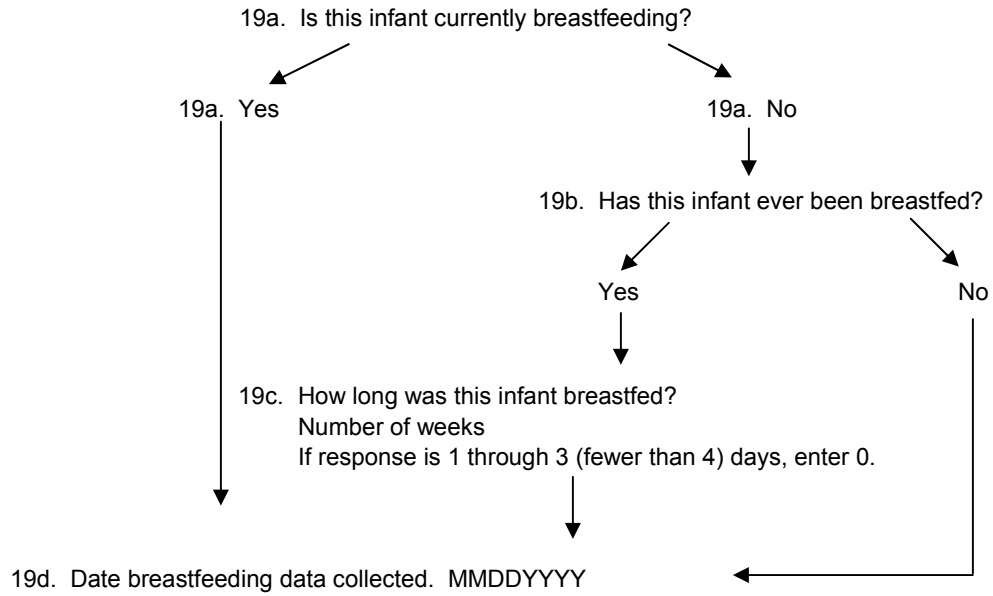 19a. Is this infant currently breastfeeding?
19a. Yes
19a. No
19b. Has this infant ever been breastfed?
Yes
No
19c. How long was this infant breastfed?
Number of weeks
If response is 1 through 3 (fewer than 4) days, enter 0.
19d. Date breastfeeding data collected. MMDDYYYY